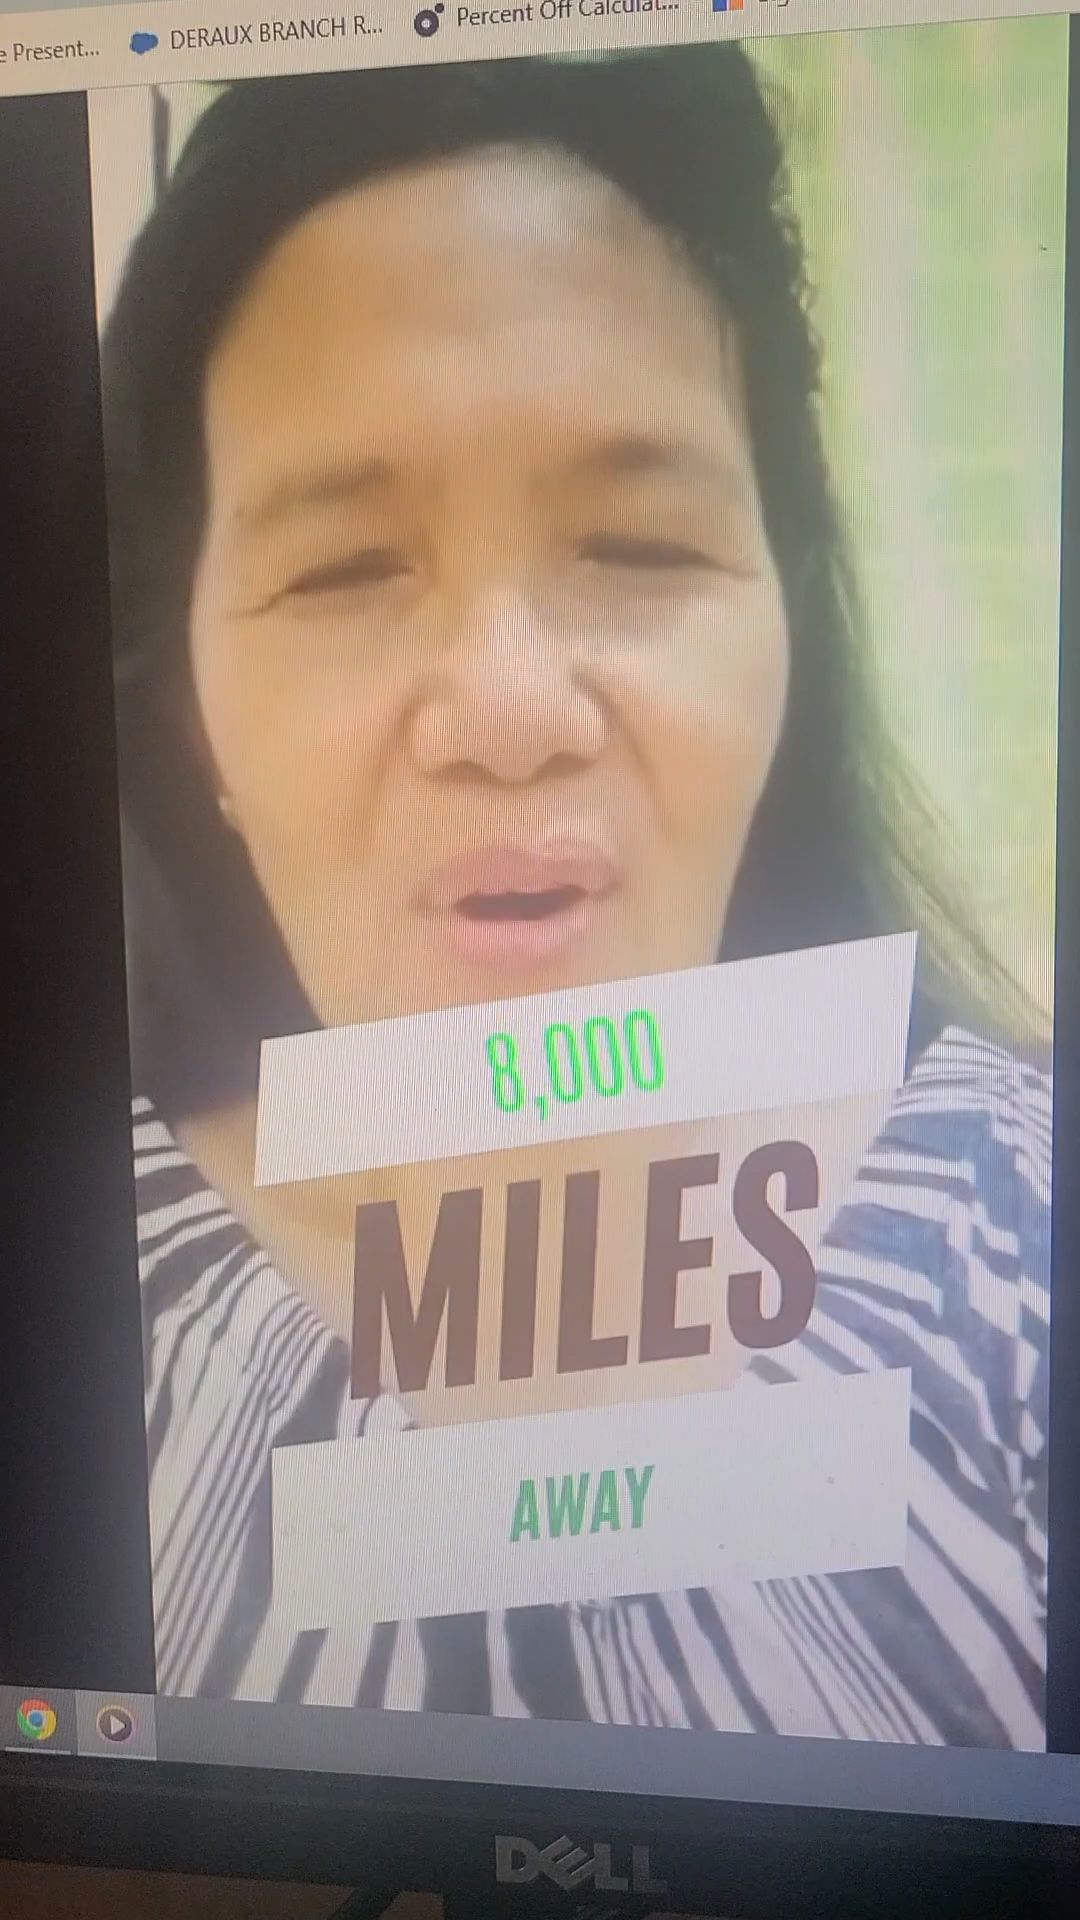 e Present...
DERAUX BRANCH R...
Percent Off Calculat...
8,000
MILES
AWAY
DELL